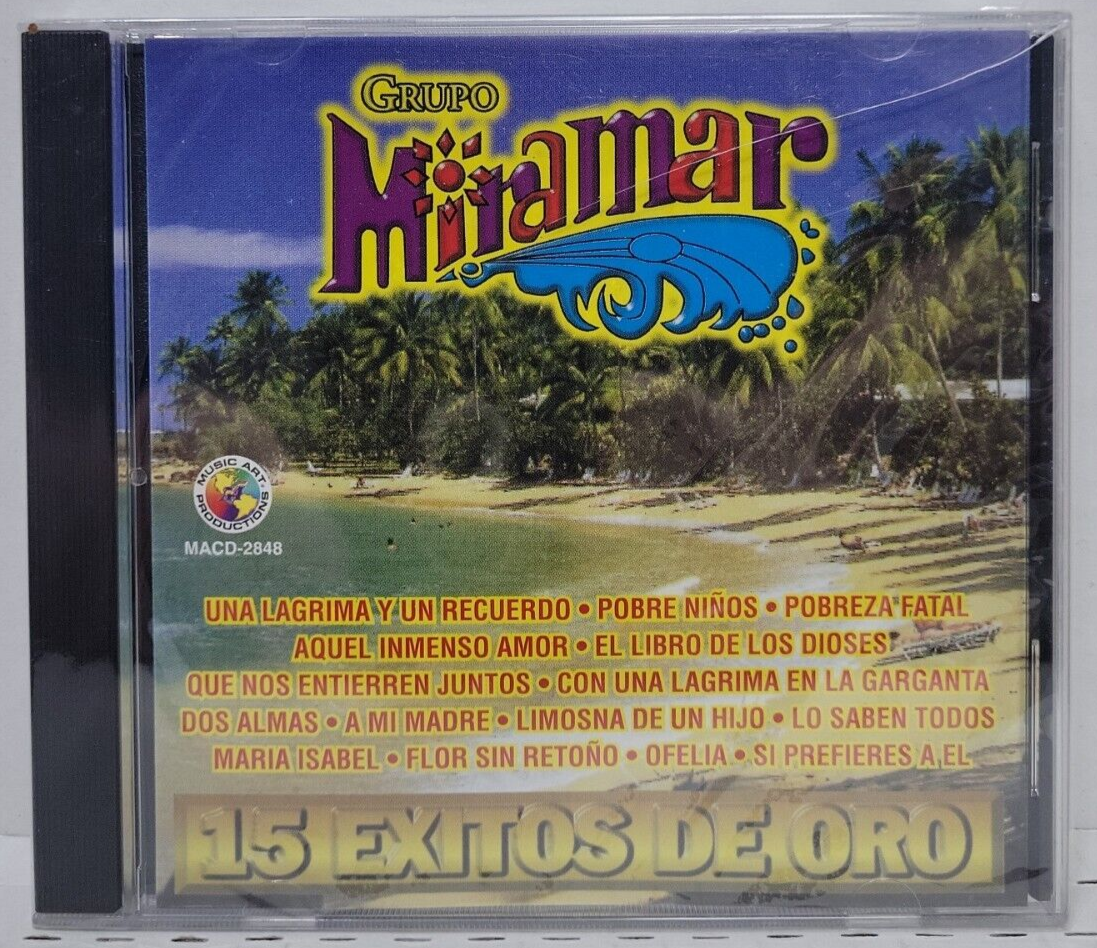 GRUPO
Miramar
MUSIC ART
PRODUCTIONS
MACD-2848
UNA LAGRIMA Y UN RECUERDO • POBRE NIÑOS • POBREZA FATAL
AQUEL INMENSO AMOR • EL LIBRO DE LOS DIOSES
QUE NOS ENTIERREN JUNTOS • CON UNA LAGRIMA EN LA GARGANTA
DOS ALMAS • A MI MADRE • LIMOSNA DE UN HIJO • LO SABEN TODOS
MARIA ISABEL • FLOR SIN RETOÑO • OFELIA • SI PREFIERES A EL
15 EXITOS DE ORO